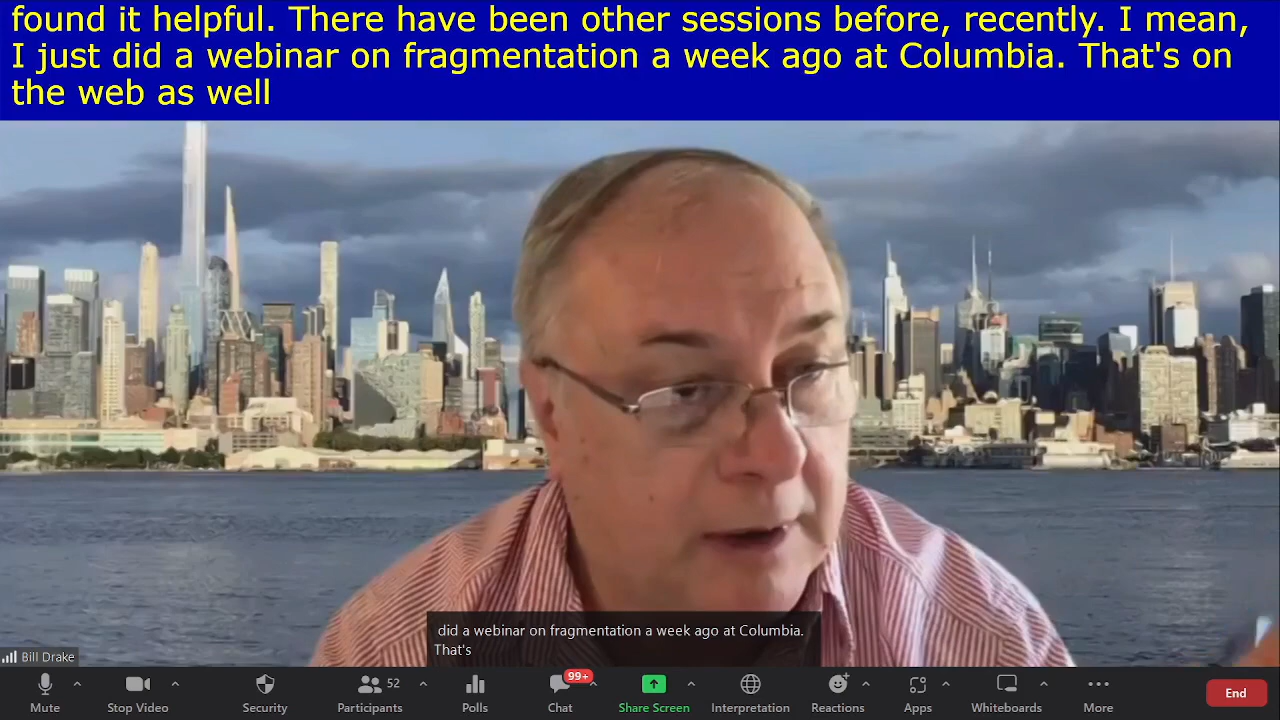 found it helpful. There have been other sessions before, recently. I mean,
I just did a webinar on fragmentation a week ago at Columbia. That's on
the web as well
did a webinar on fragmentation a week ago at Columbia.
That's
Bill Drake
52
99+
Mute
Stop Video
Security
Participants
Polls
Chat
Share Screen
Interpretation
Reactions
Apps
Whiteboards
More
End